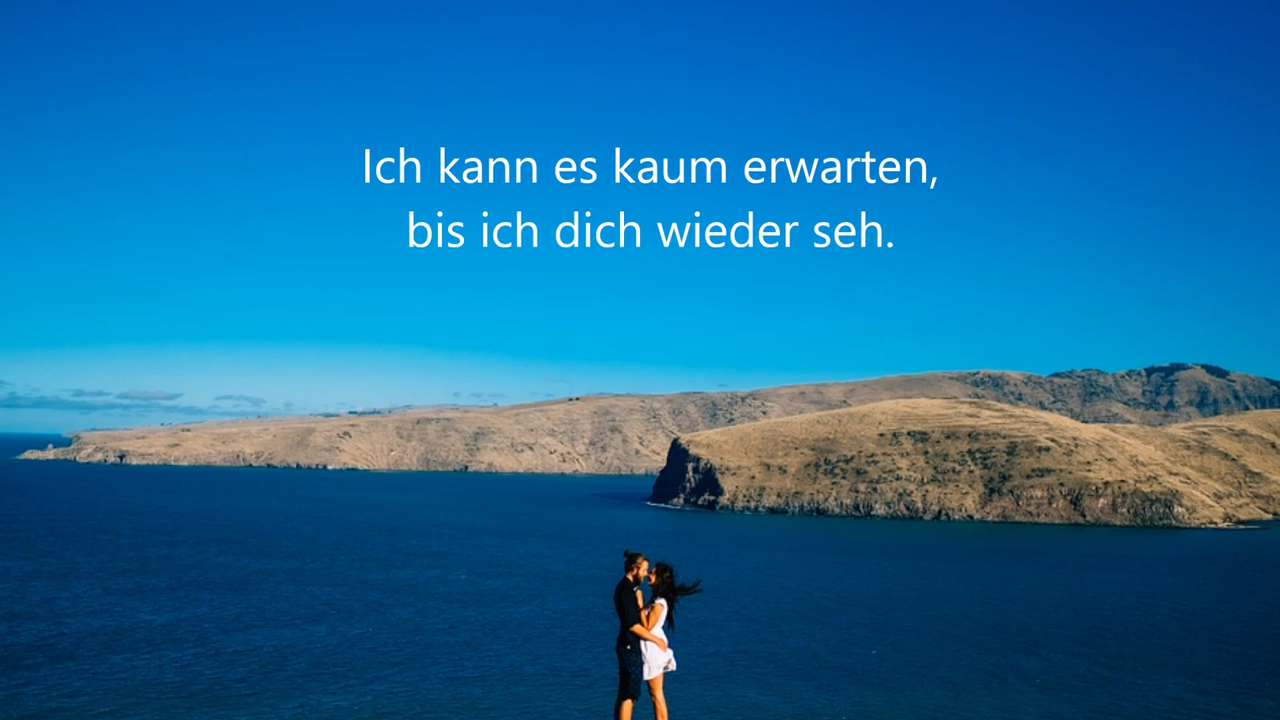 Ich kann es kaum erwarten,
bis ich dich wieder seh.